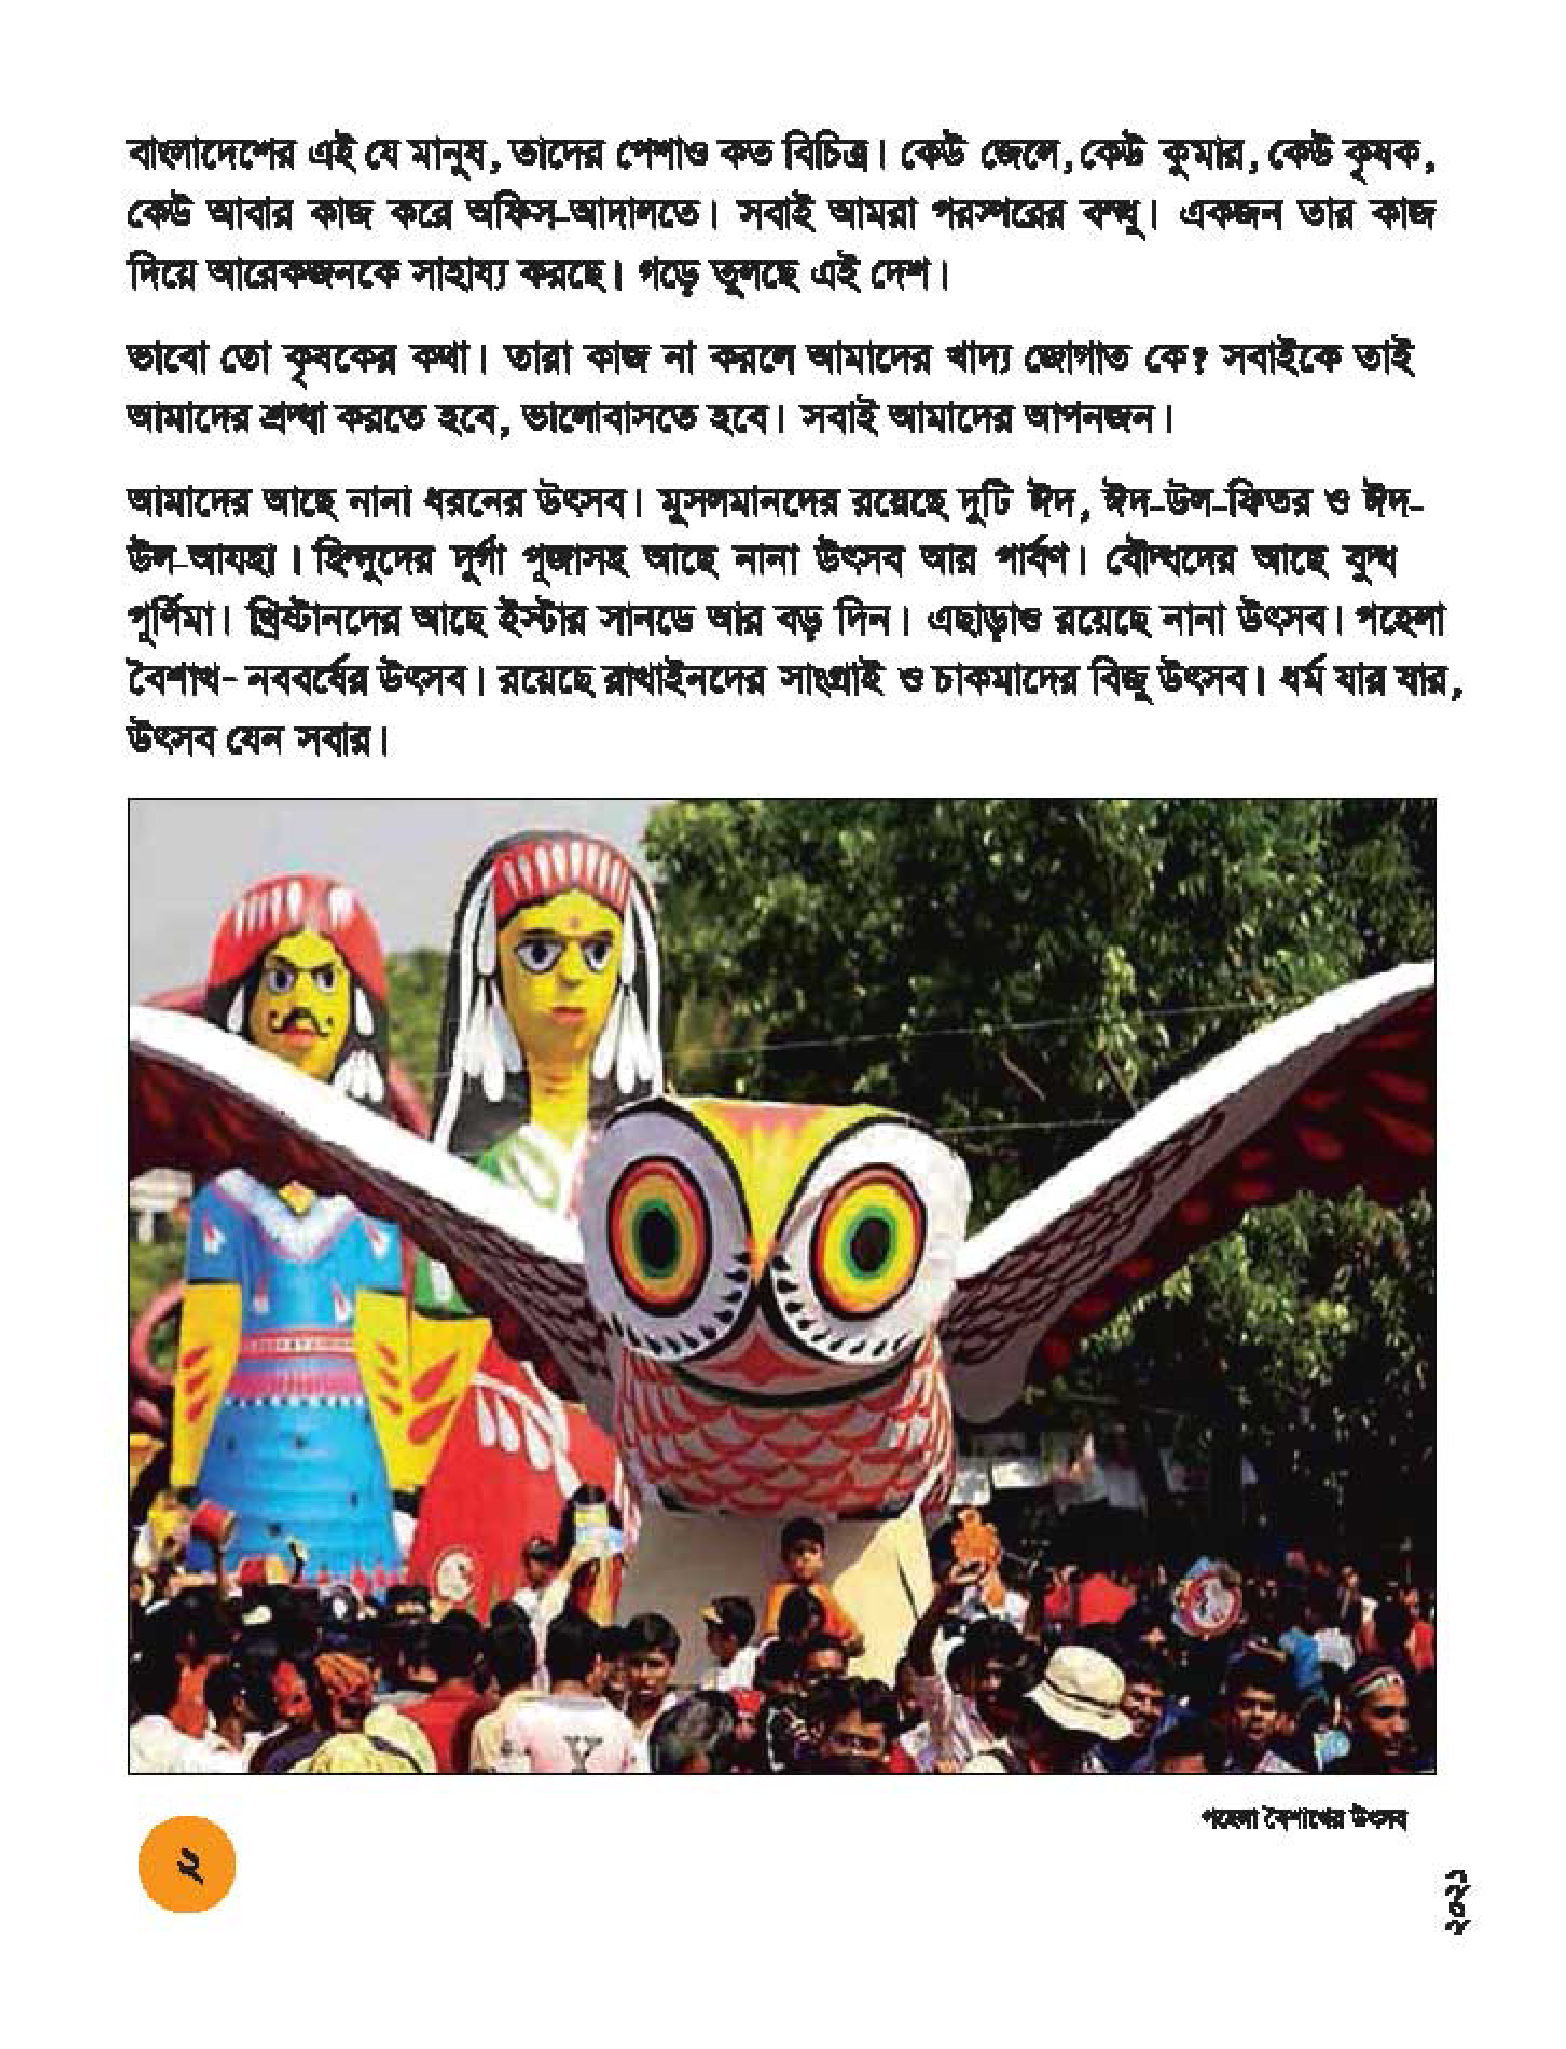 বাংলাদেশের এই যে মানুষ, তাদের পেশাও কত বিচিত্র। কেউ জেলে, কেউ কুমার, কেউ কৃষক,
কেউ আবার কাজ করে অফিস-আদালতে। সবাই আমরা পরস্পরের বন্ধু। একজন তার কাজ
দিয়ে আরেকজনকে সাহায্য করছে। গড়ে তুলছে এই দেশ।
ভাবো তো কৃষকের কথা। তারা কাজ না করলে আমাদের খাদ্য জোগাত কে? সবাইকে তাই
আমাদের শ্রদ্ধা করতে হবে, ভালোবাসতে হবে। সবাই আমাদের আপনজন।
আমাদের আছে নানা ধরনের উৎসব। মুসলমানদের রয়েছে দুটি ঈদ, ঈদ-উল-ফিতর ও ঈদ-
উল-আযহা। হিন্দুদের দুর্গা পূজাসহ আছে নানা উৎসব আর পার্বণ। বৌদ্ধদের আছে বুদ্ধ
পূর্ণিমা। খ্রিষ্টানদের আছে ইস্টার সানডে আর বড় দিন। এছাড়াও রয়েছে নানা উৎসব। পহেলা
বৈশাখ- নববর্ষের উৎসব। রয়েছে রাখাইনদের সাংগ্রাই ও চাকমাদের বিজু উৎসব। ধর্ম যার যার,
উৎসব যেন সবার।
পহেলা বৈশাখের উৎসব
২
২০২১